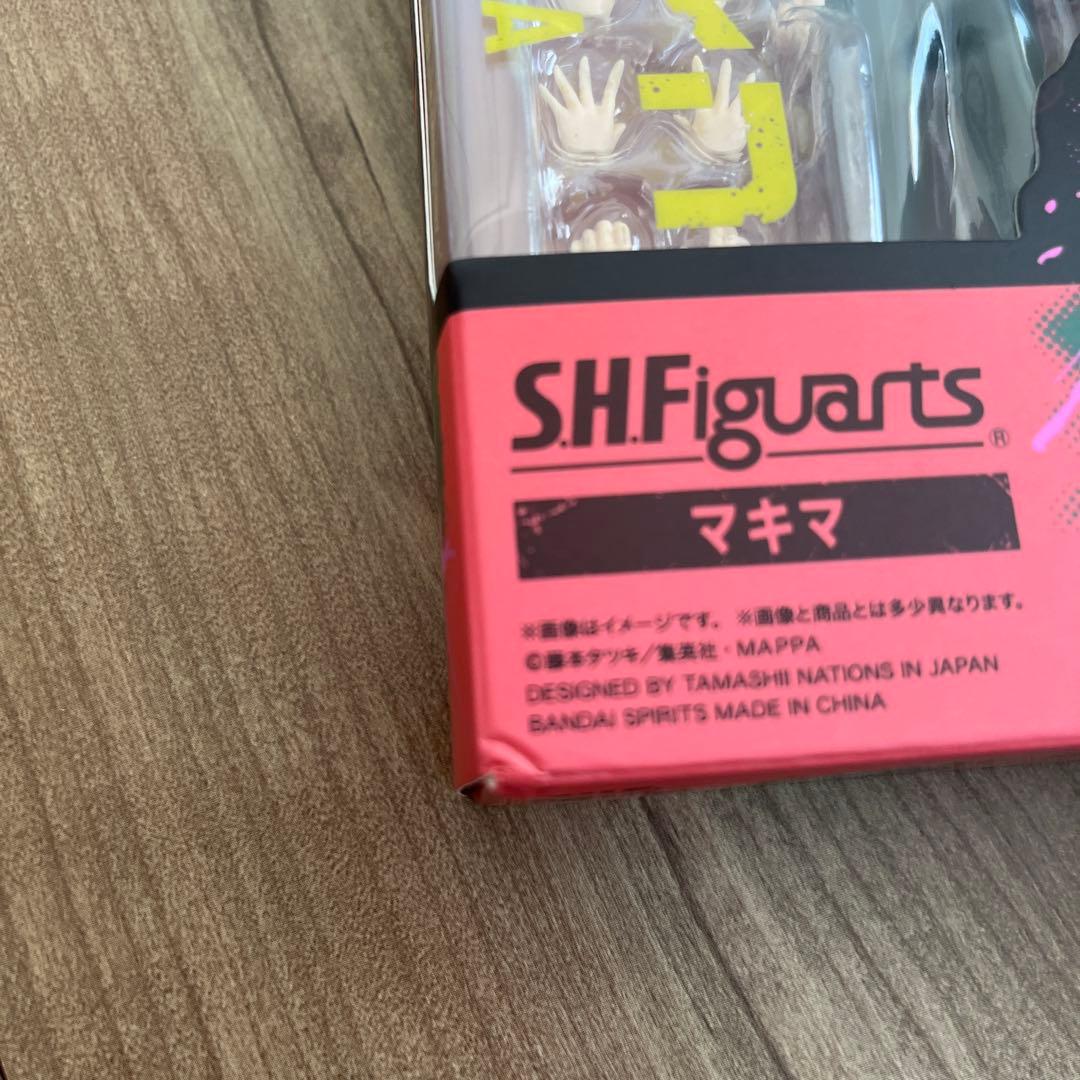 S.H.Figuarts®
マキマ
※画像はイメージです。 ※画像と商品とは多少異なります。
©藤本タツキ/集英社・MAPPA
DESIGNED BY TAMASHII NATIONS IN JAPAN
BANDAI SPIRITS MADE IN CHINA